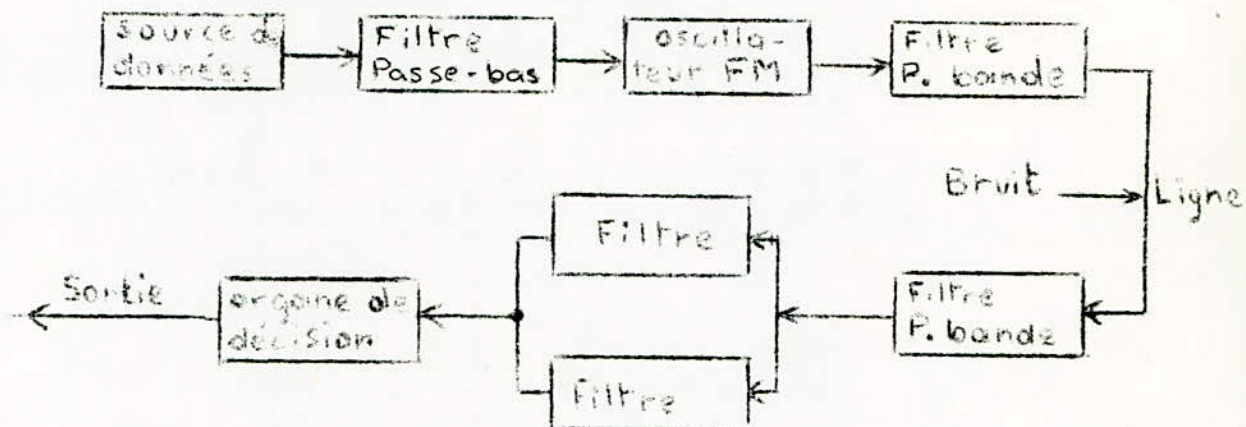 source de
données
Filtre
Passe-bas
oscilla-
teur FM
Filtre
P. bande
Bruit
Ligne
Filtre
Filtre
P. bande
Sortie
organe de
décision
Filtre